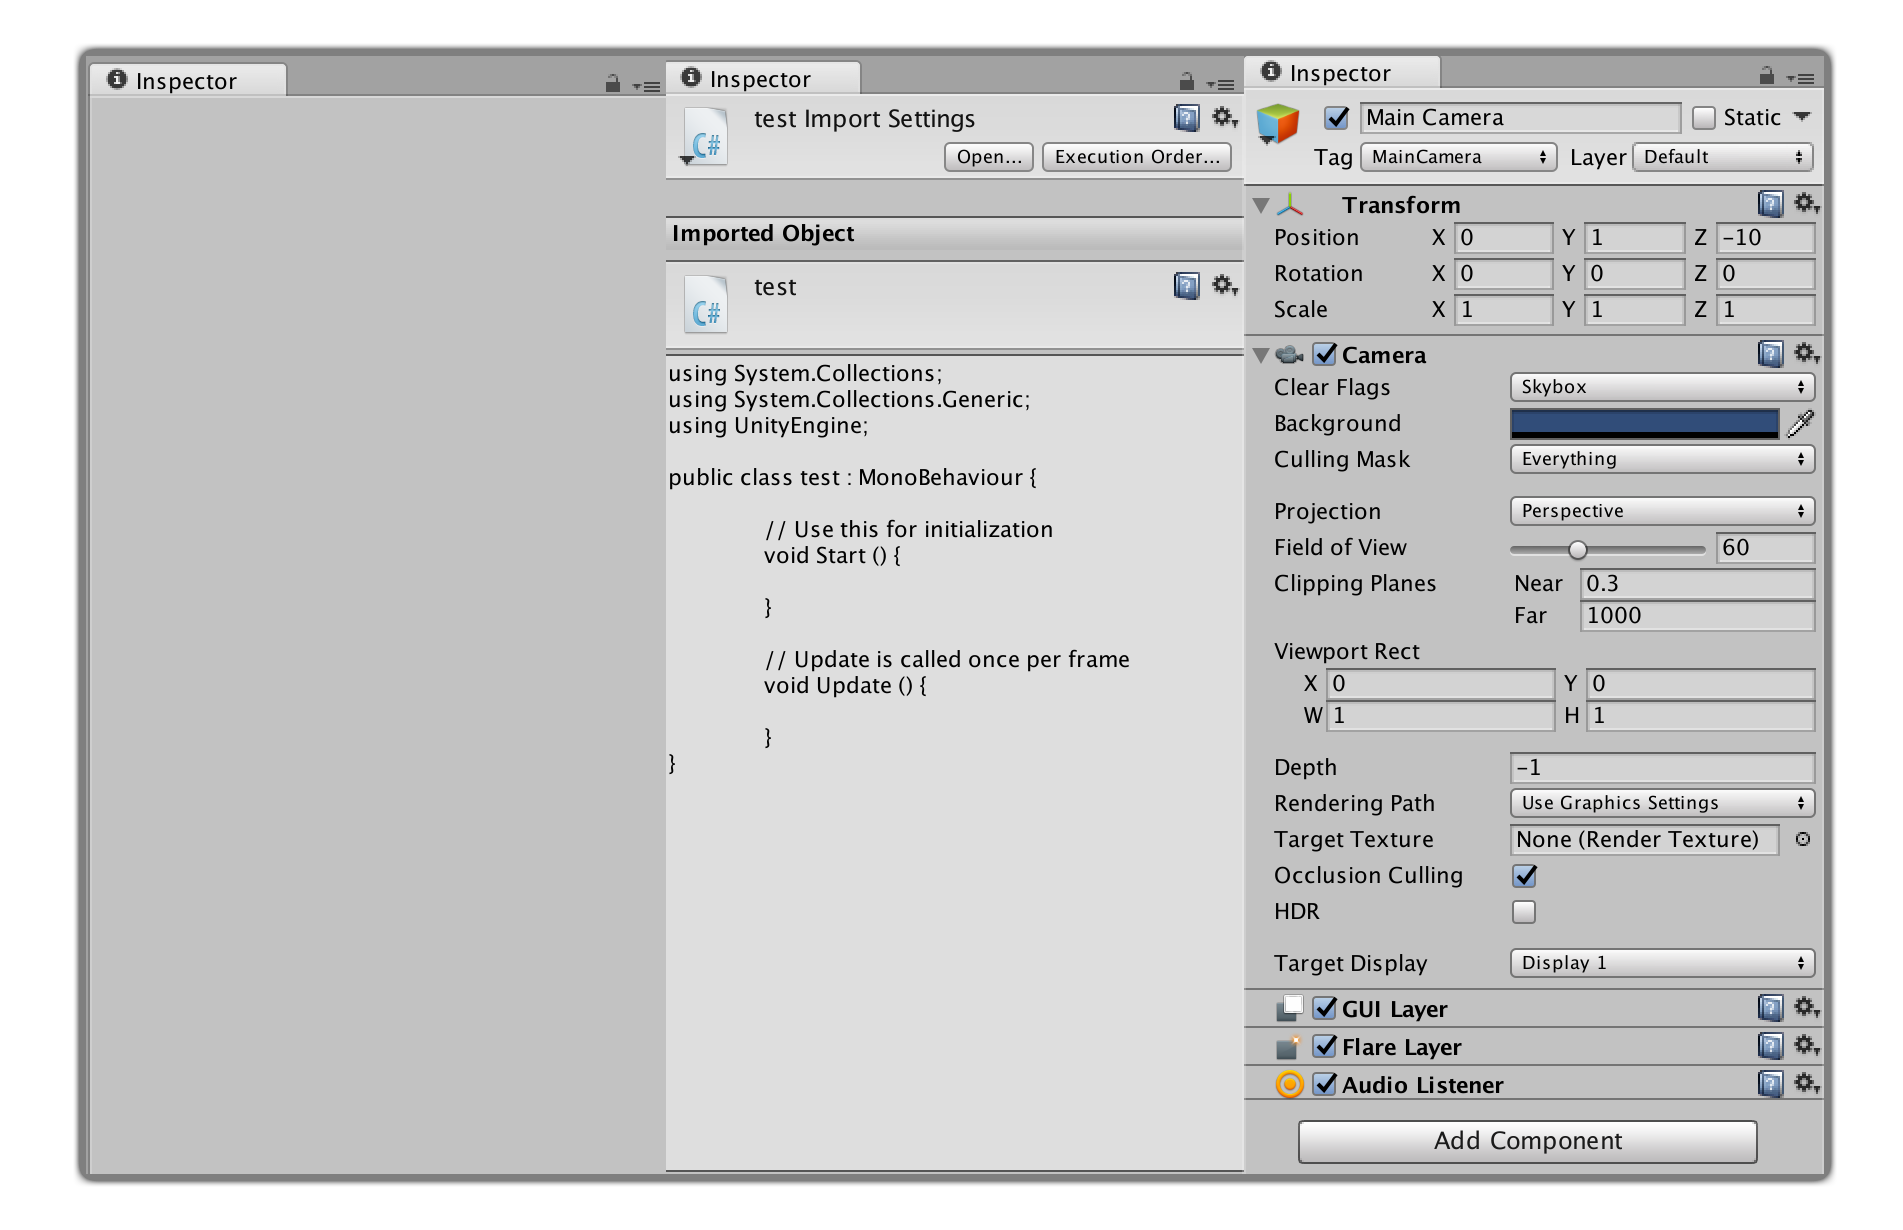 Inspector
Inspector
test Import Settings
C#
Open... Execution Order...
Imported Object
test
C#
using System.Collections;
using System.Collections.Generic;
using UnityEngine;
public class test : MonoBehaviour {
// Use this for initialization
void Start () {
}
// Update is called once per frame
void Update () {
}
}
Inspector
Main Camera Static
Tag MainCamera Layer Default
Transform
Position X 0 Y 1 Z -10
Rotation X 0 Y 0 Z 0
Scale X 1 Y 1 Z 1
Camera
Clear Flags Skybox
Background
Culling Mask Everything
Projection Perspective
Field of View 60
Clipping Planes Near 0.3
Far 1000
Viewport Rect
X 0 Y 0
W 1 H 1
Depth -1
Rendering Path Use Graphics Settings
Target Texture None (Render Texture)
Occlusion Culling
HDR
Target Display Display 1
GUI Layer
Flare Layer
Audio Listener
Add Component